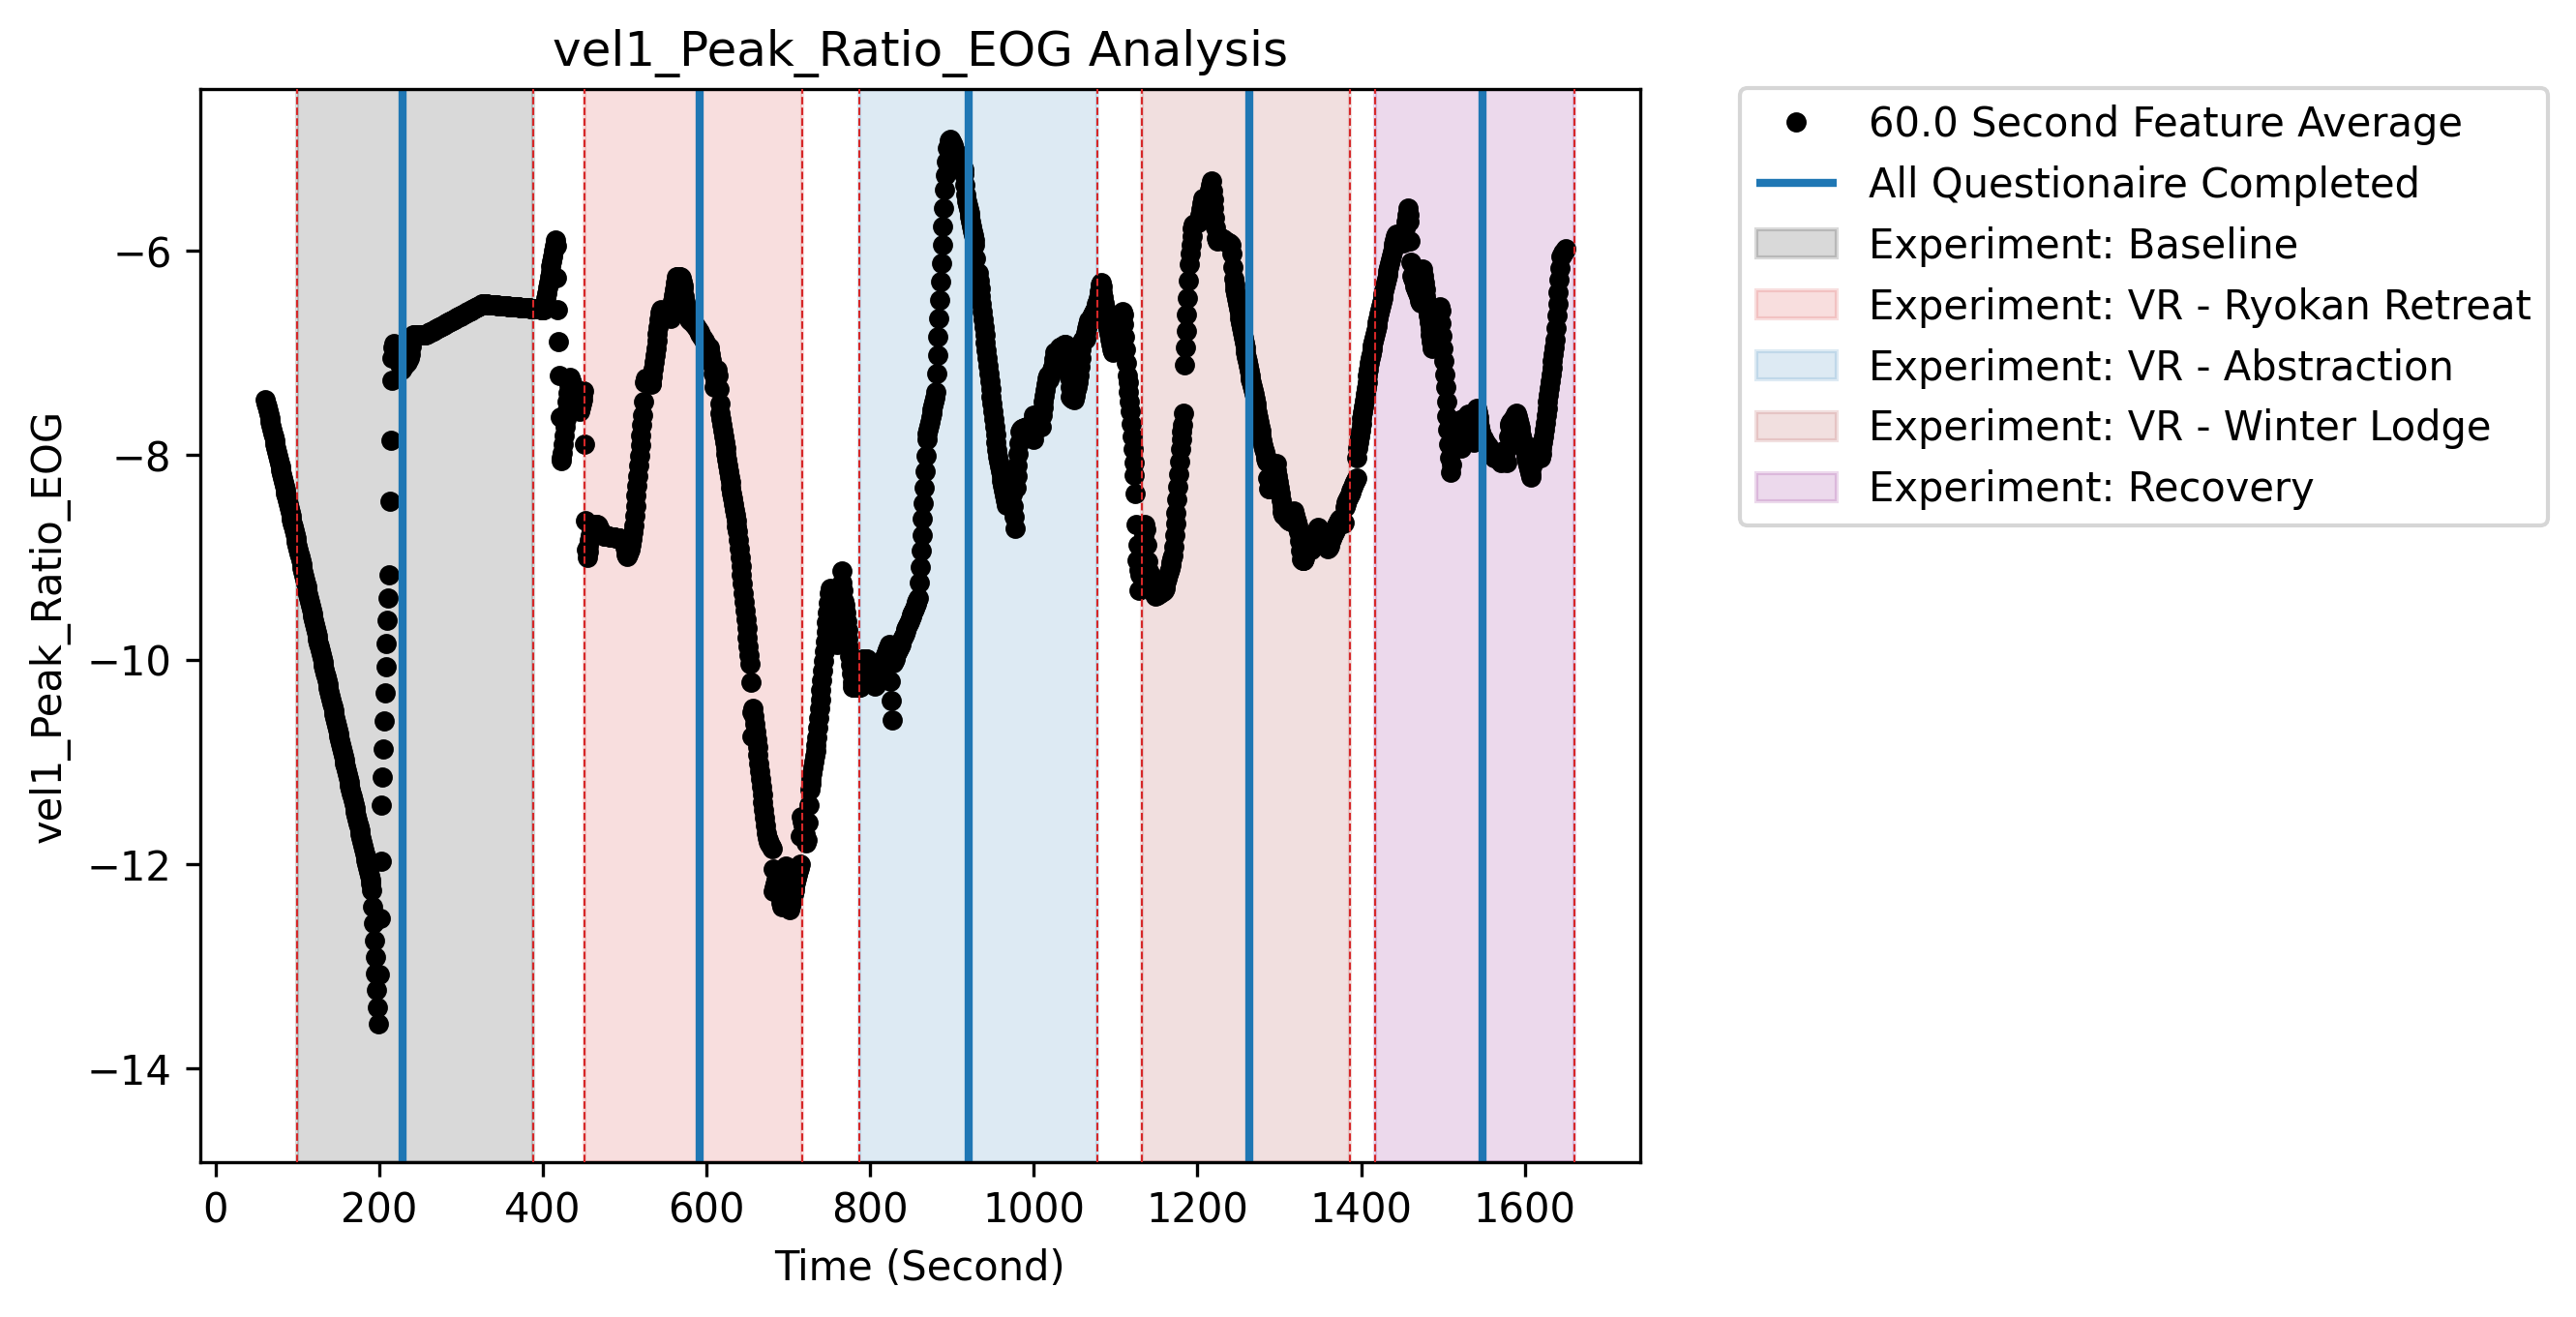 vel1_Peak_Ratio_EOG Analysis
vel1_Peak_Ratio_EOG
−6
−8
−10
−12
−14
0 200 400 600 800 1000 1200 1400 1600
Time (Second)
60.0 Second Feature Average
All Questionaire Completed
Experiment: Baseline
Experiment: VR - Ryokan Retreat
Experiment: VR - Abstraction
Experiment: VR - Winter Lodge
Experiment: Recovery